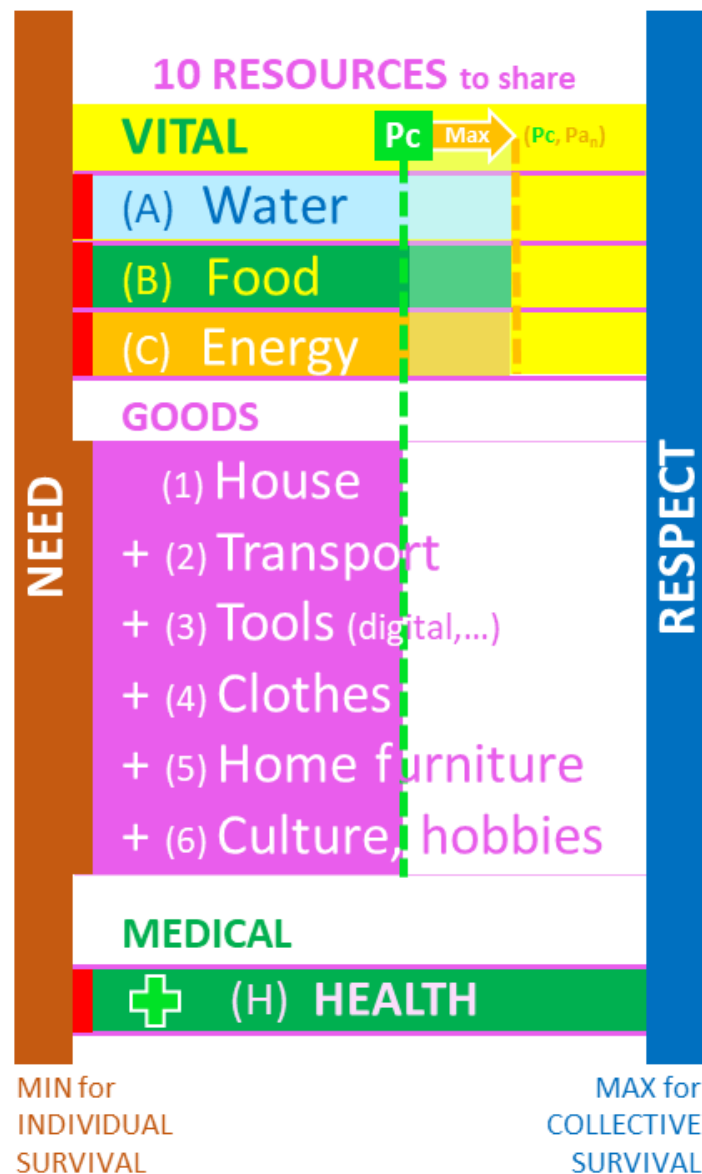 10 RESOURCES to share
VITAL Pc Max (Pc, Paₙ)
(A) Water
(B) Food
(C) Energy
GOODS
(1) House
+ (2) Transport
+ (3) Tools (digital,...)
+ (4) Clothes
+ (5) Home furniture
+ (6) Culture, hobbies
NEED
RESPECT
MEDICAL
(H) HEALTH
MIN for
INDIVIDUAL
SURVIVAL
MAX for
COLLECTIVE
SURVIVAL